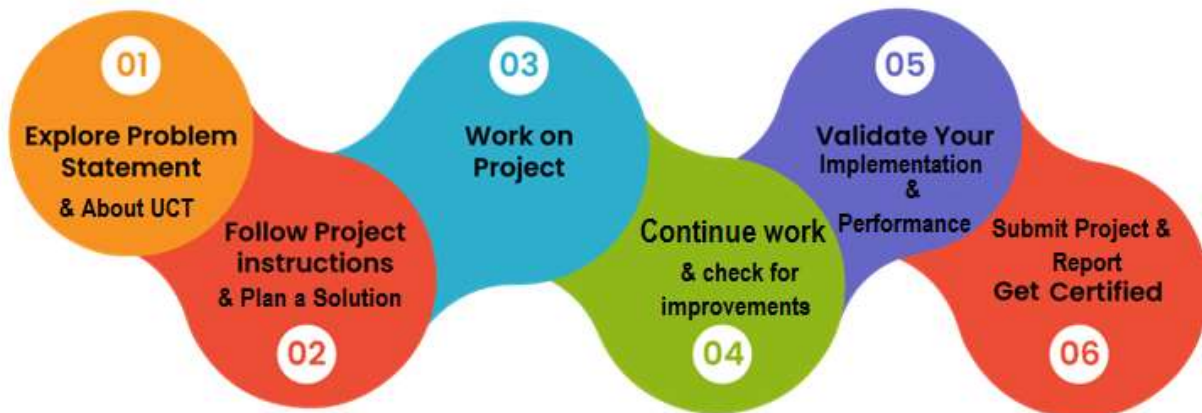 01
Explore Problem
Statement
& About UCT
Follow Project
instructions
& Plan a Solution
02
03
Work on
Project
Continue work
& check for
improvements
04
05
Validate Your
Implementation
&
Performance
Submit Project &
Report
Get Certified
06